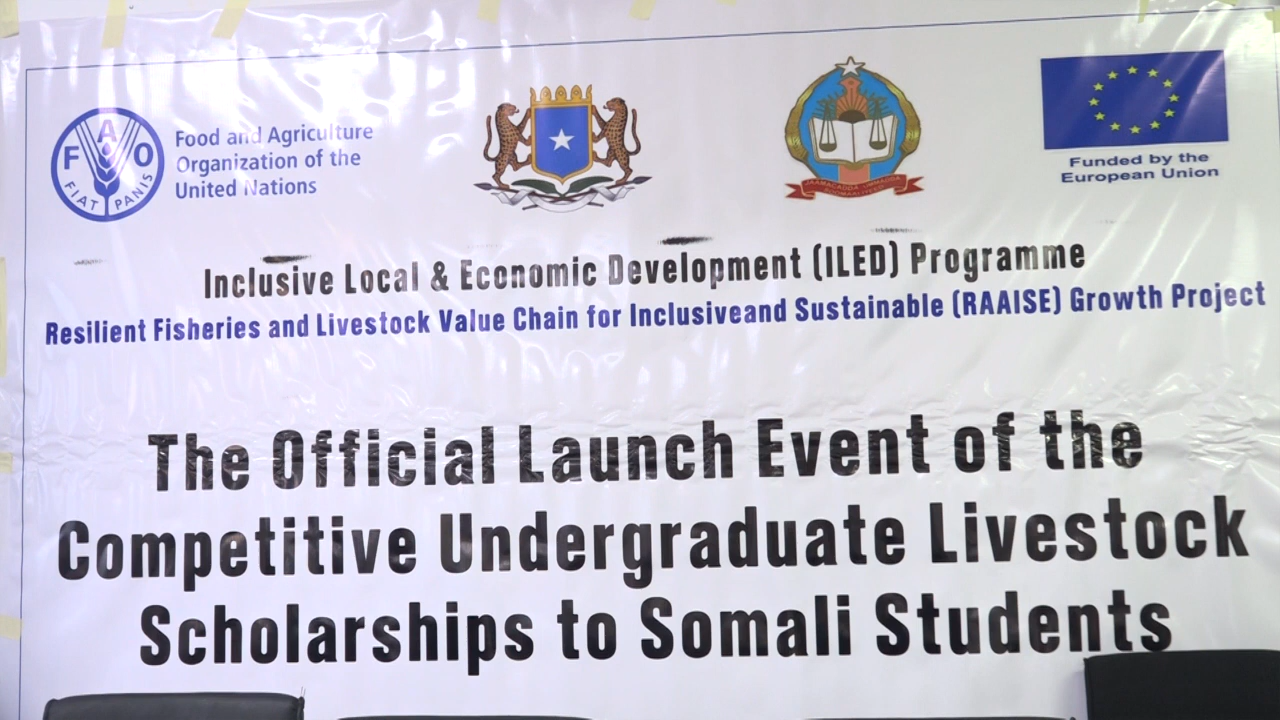 FAO
FIAT PANIS
Food and Agriculture
Organization of the
United Nations
Funded by the
European Union
Inclusive Local & Economic Development (ILED) Programme
Resilient Fisheries and Livestock Value Chain for Inclusiveand Sustainable (RAAISE) Growth Project
The Official Launch Event of the
Competitive Undergraduate Livestock
Scholarships to Somali Students